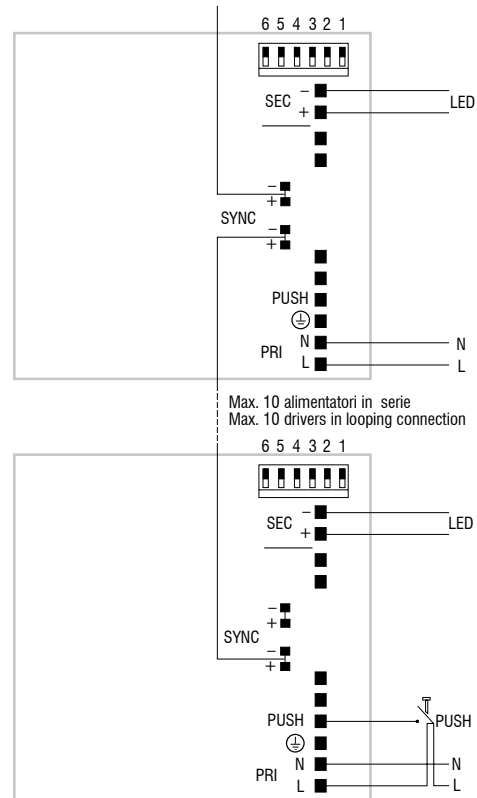 6 5 4 3 2 1
SEC
−
+
LED
−
+
SYNC
−
+
PUSH
PRI
N
L
N
L
Max. 10 alimentatori in serie
Max. 10 drivers in looping connection
6 5 4 3 2 1
SEC
−
+
LED
−
+
SYNC
−
+
PUSH
PUSH
PRI
N
L
N
L